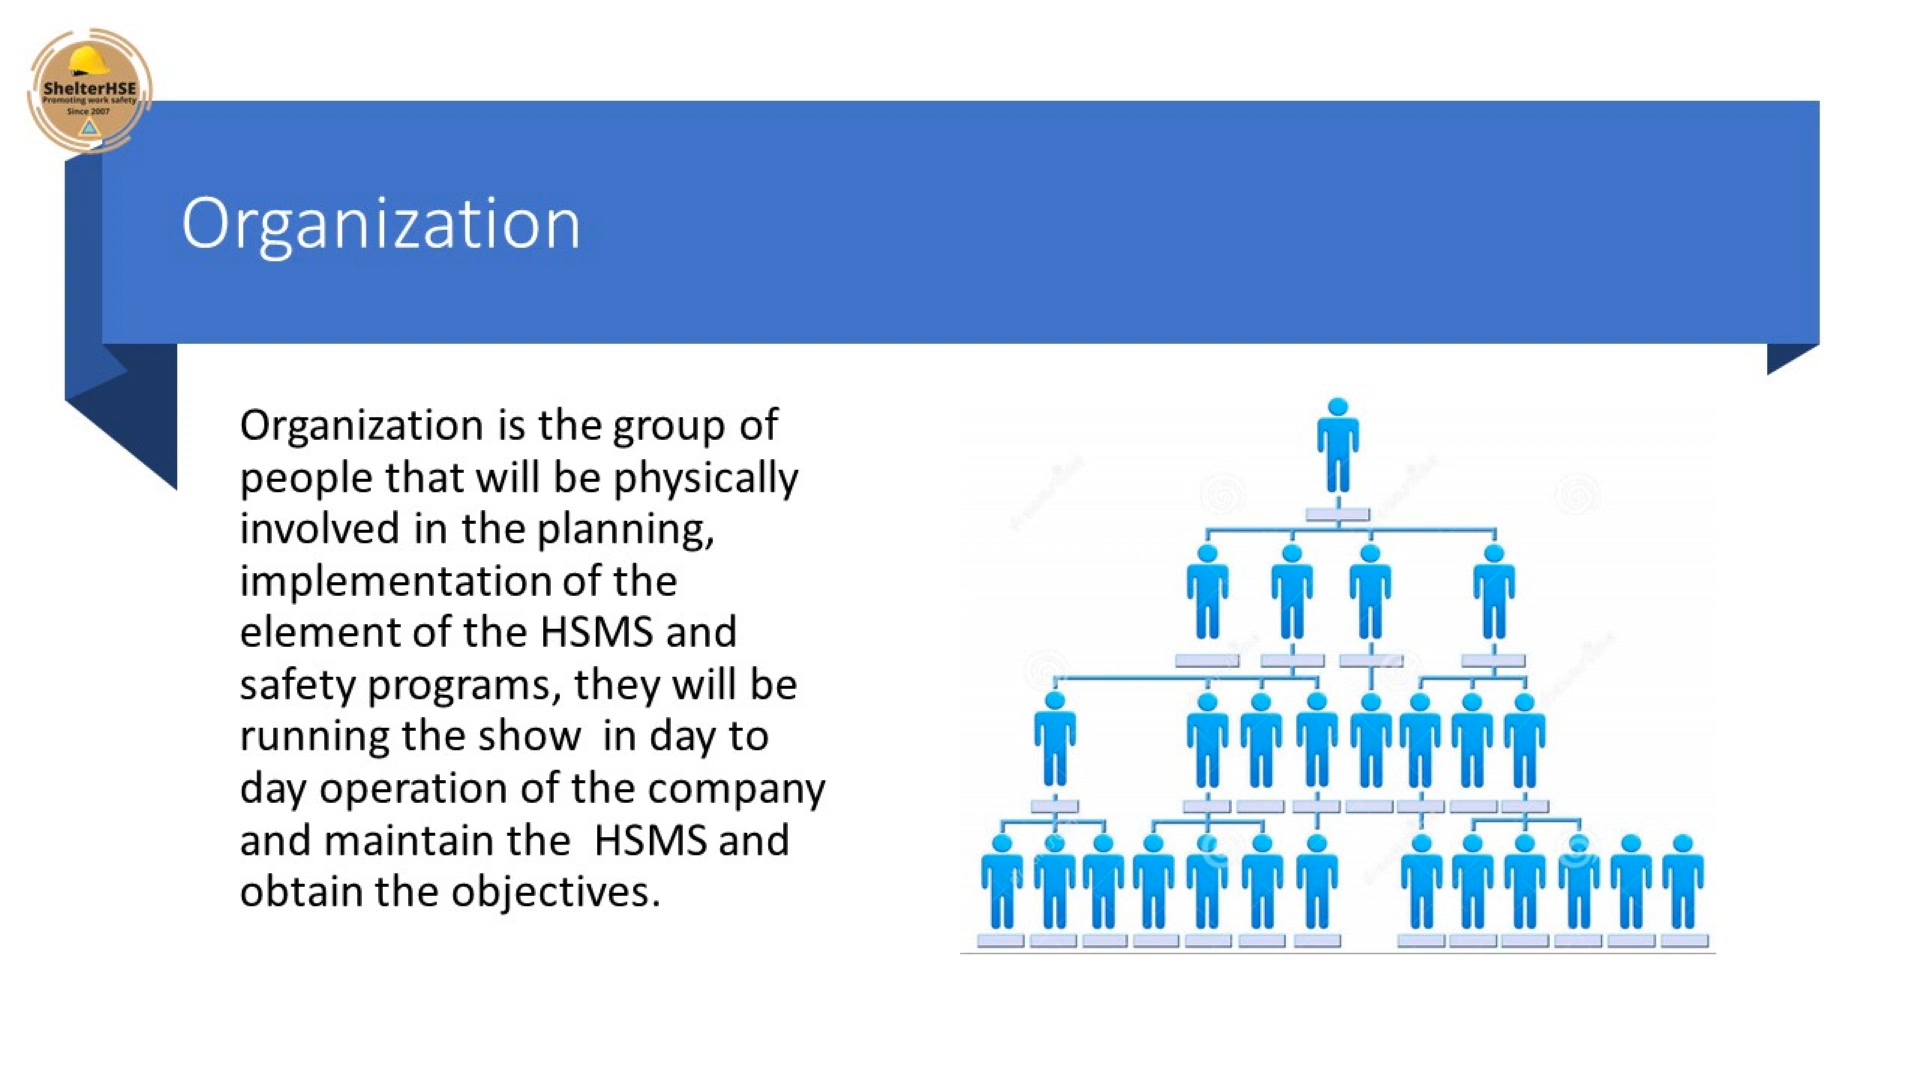 ShelterHSE
Promoting work safety
Since 2007
Organization
Organization is the group of
people that will be physically
involved in the planning,
implementation of the
element of the HSMS and
safety programs, they will be
running the show  in day to
day operation of the company
and maintain the  HSMS and
obtain the objectives.